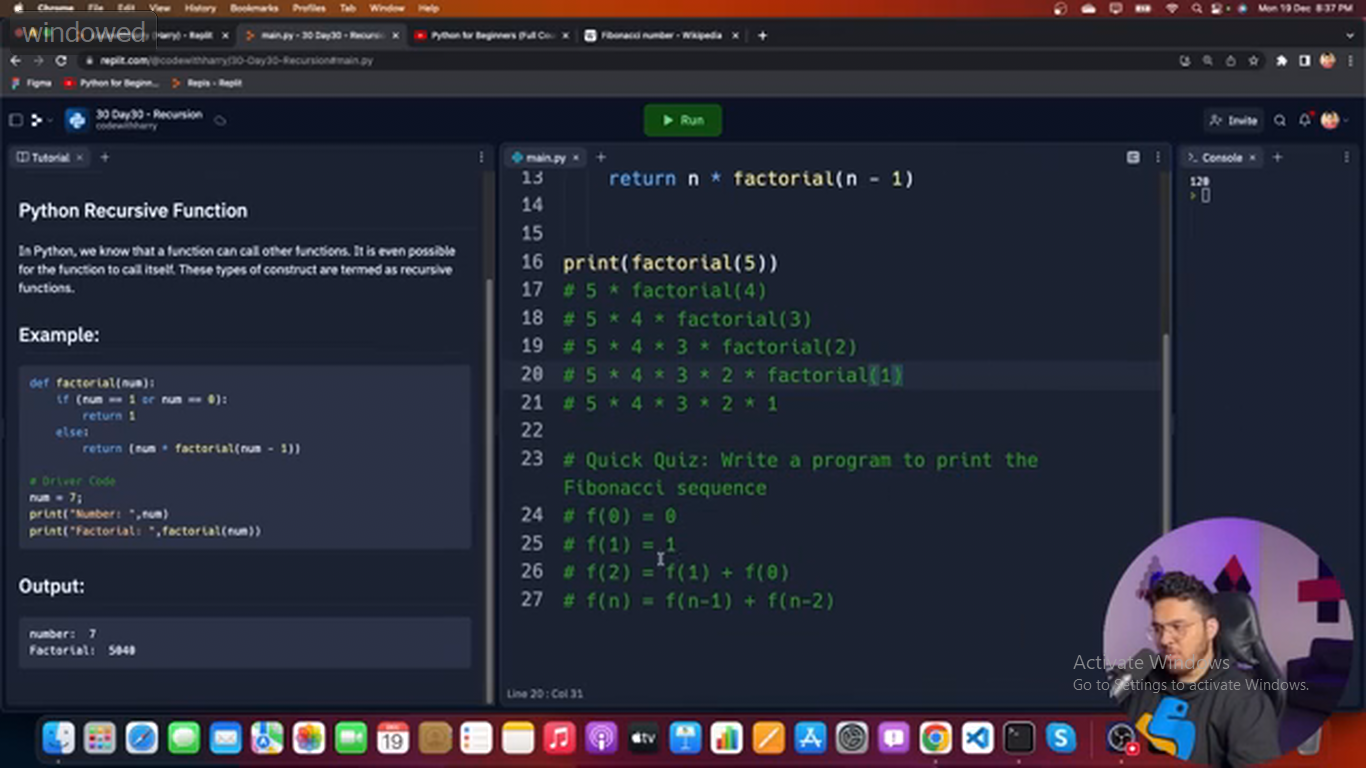 Chrome File Edit View History Bookmarks Profiles Tab Window Help
Mon 19 Dec 8:37 PM
windowed
Harry) - Replit
main.py - 30 Day30 - Recursi
Python for Beginners (Full Co
Fibonacci number - Wikipedia
replit.com/@codewithharry/30-Day30-Recursion#main.py
Figma
Python for Beginn...
Repls - Replit
30 Day30 - Recursion
codewithharry
Run
Invite
Tutorial
main.py
Console
Python Recursive Function
In Python, we know that a function can call other functions. It is even possible
for the function to call itself. These types of construct are termed as recursive
functions.
Example:
def factorial(num):
if (num == 1 or num == 0):
return 1
else:
return (num * factorial(num - 1))
# Driver Code
num = 7;
print("Number: ",num)
print("Factorial: ",factorial(num))
Output:
number: 7
Factorial: 5040
13 return n * factorial(n - 1)
14
15
16 print(factorial(5))
17 # 5 * factorial(4)
18 # 5 * 4 * factorial(3)
19 # 5 * 4 * 3 * factorial(2)
20 # 5 * 4 * 3 * 2 * factorial(1)
21 # 5 * 4 * 3 * 2 * 1
22
23 # Quick Quiz: Write a program to print the
Fibonacci sequence
24 # f(0) = 0
25 # f(1) = 1
26 # f(2) = f(1) + f(0)
27 # f(n) = f(n-1) + f(n-2)
Line 20 : Col 31
120
>
Activate Windows
Go to Settings to activate Windows.
DEC
19
tv